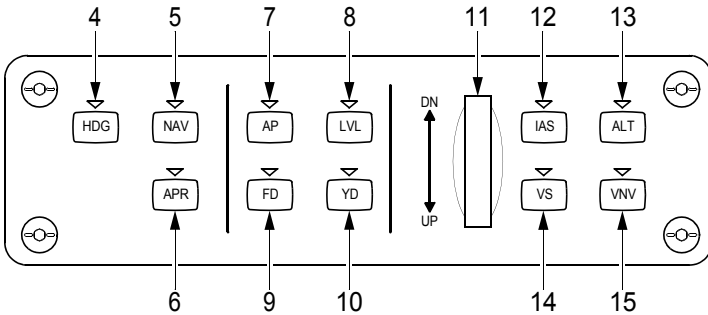 4 5 7 8 11 12 13
DN
HDG NAV AP LVL IAS ALT
APR FD YD VS VNV
UP
6 9 10 14 15